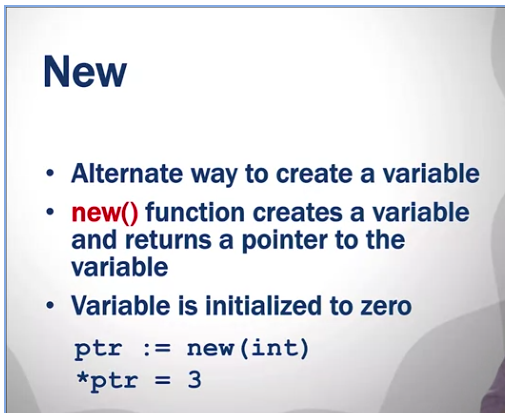 New
• Alternate way to create a variable
• new() function creates a variable
and returns a pointer to the
variable
• Variable is initialized to zero
ptr := new(int)
*ptr = 3